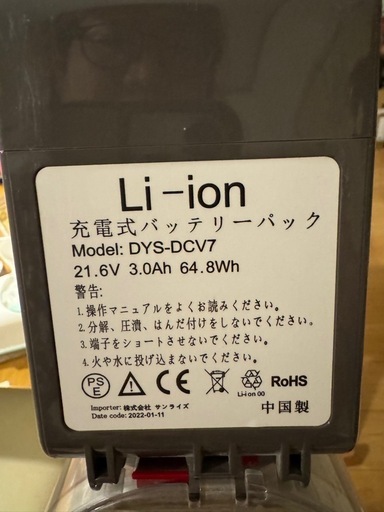 Li-ion
充電式バッテリーパック
Model: DYS-DCV7
21.6V 3.0Ah 64.8Wh
警告:
1.操作マニュアルをよくお読みください。
2.分解、圧潰、はんだ付けをしないでください。
3.端子をショートさせないでください。
4.火や水に投げ込まないでください。
PS E CE Li-ion 00 RoHS
Importer: 株式会社 サンライズ 中国製
Date code: 2022-01-11